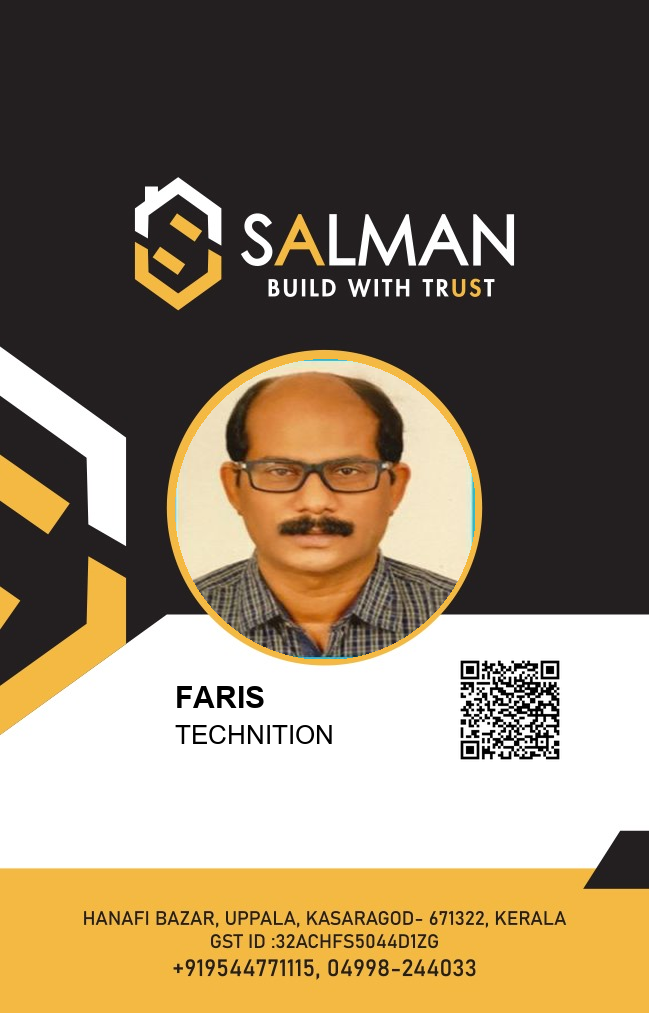 SALMAN
BUILD WITH TRUST
FARIS
TECHNITION
HANAFI BAZAR, UPPALA, KASARAGOD- 671322, KERALA
GST ID :32ACHFS5044D1ZG
+919544771115, 04998-244033